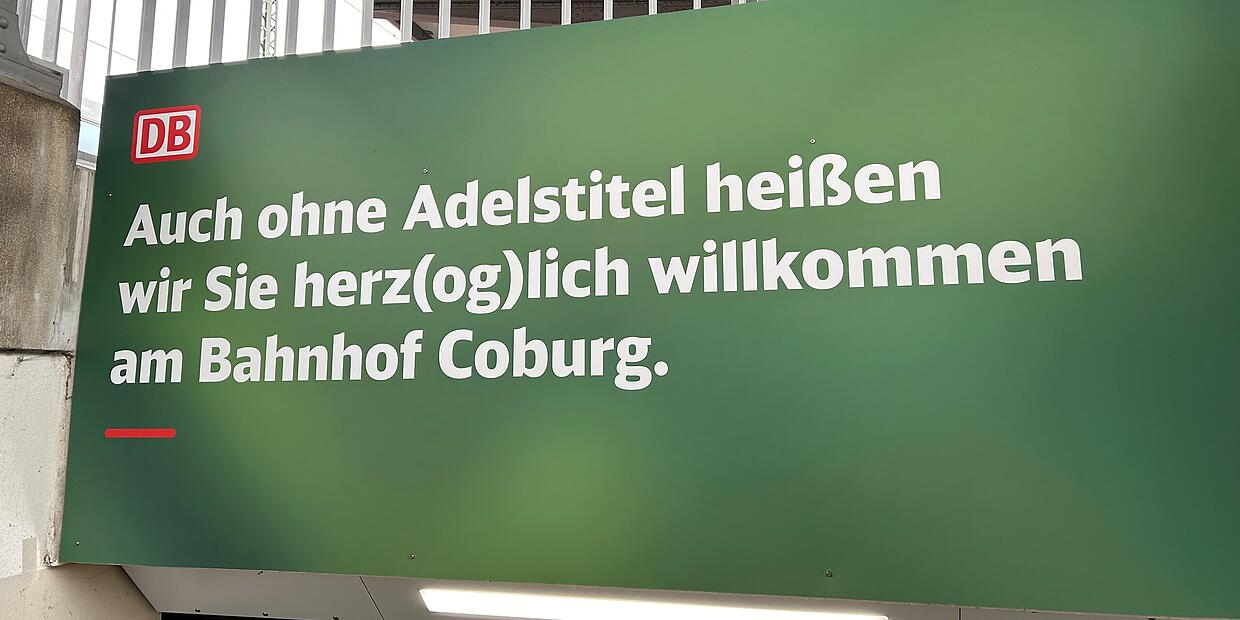 DB
Auch ohne Adelstitel heißen
wir Sie herz(og)lich willkommen
am Bahnhof Coburg.